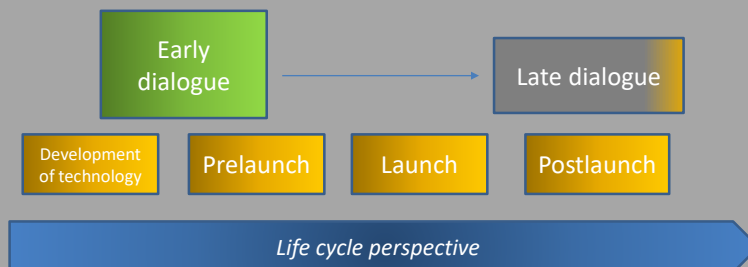 Early
dialogue
Late dialogue
Development
of technology
Prelaunch
Launch
Postlaunch
Life cycle perspective